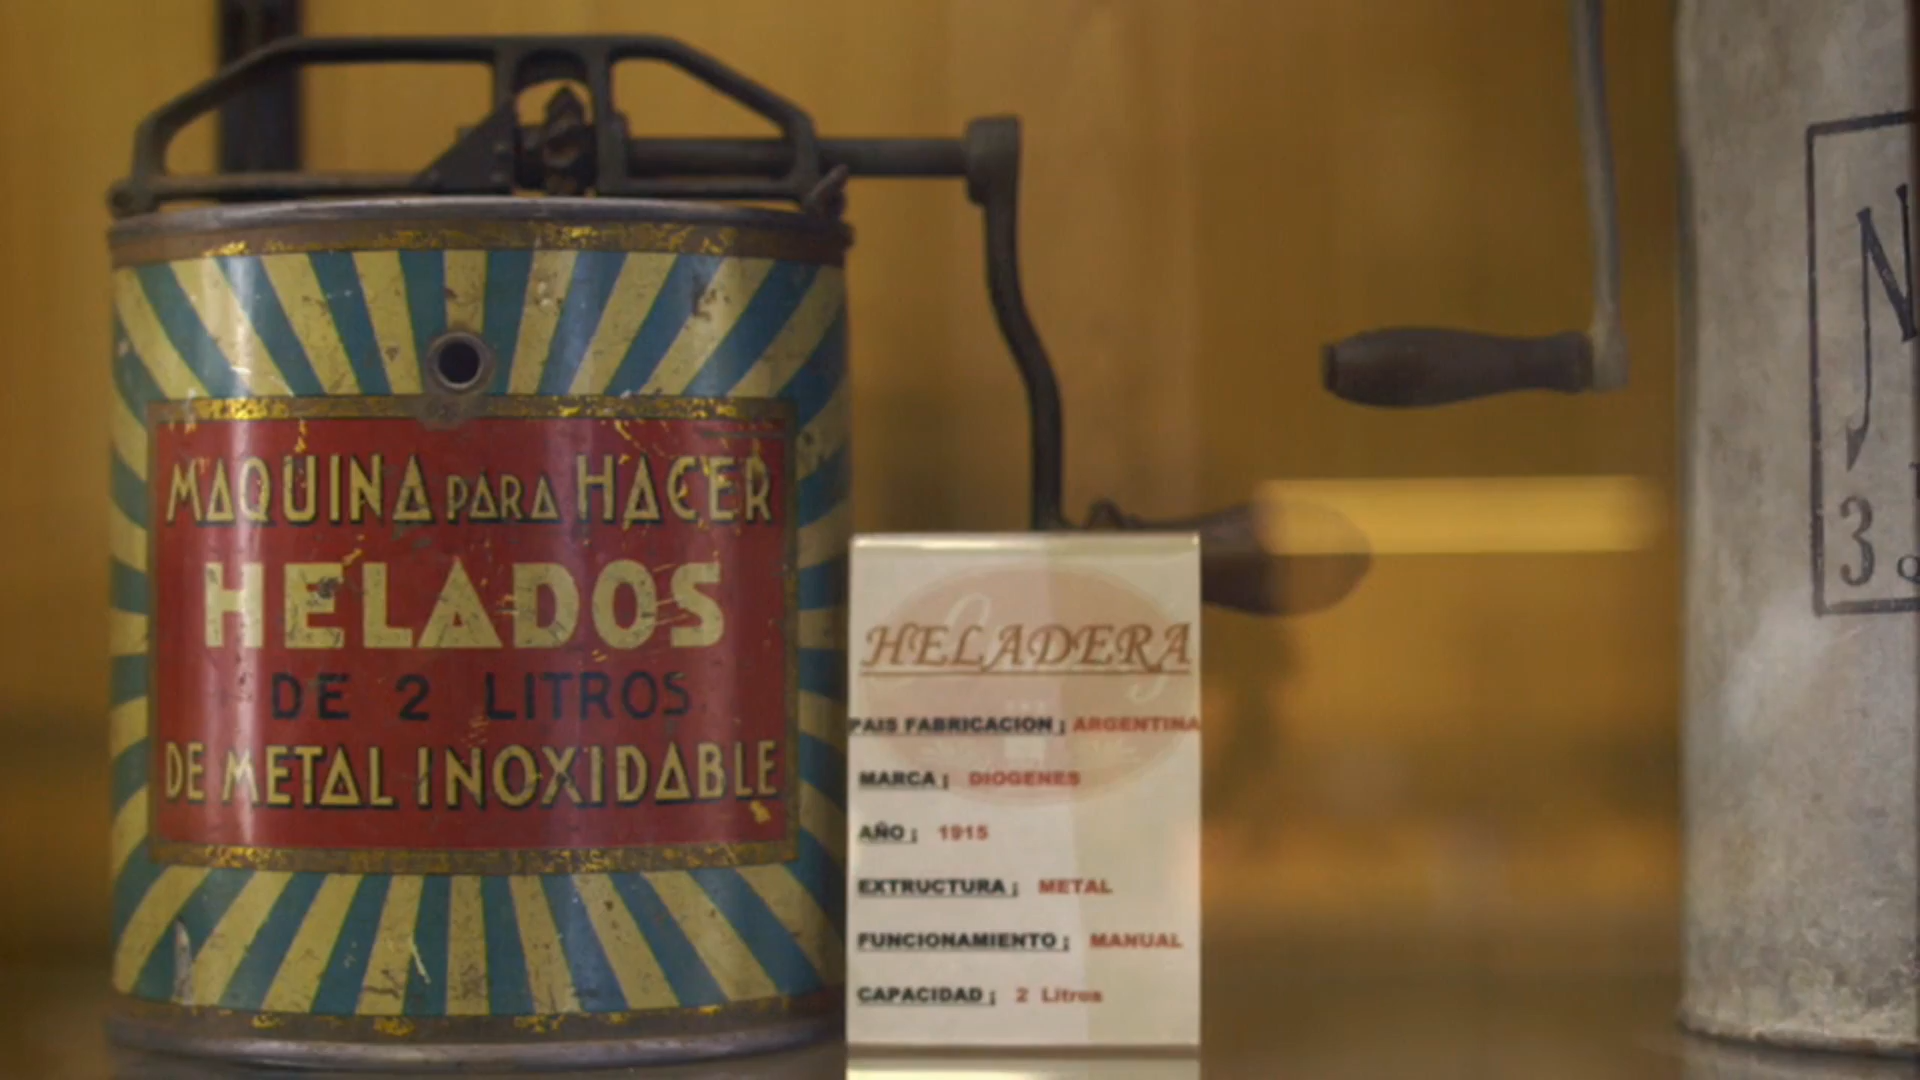 MAQUINA PARA HACER
HELADOS
DE 2 LITROS
DE METAL INOXIDABLE
HELADERA
PAIS FABRICACION ; ARGENTINA
MARCA ; DIOGENES
AÑO ; 1915
EXTRUCTURA ; METAL
FUNCIONAMIENTO ; MANUAL
CAPACIDAD ; 2 Litros
N
3